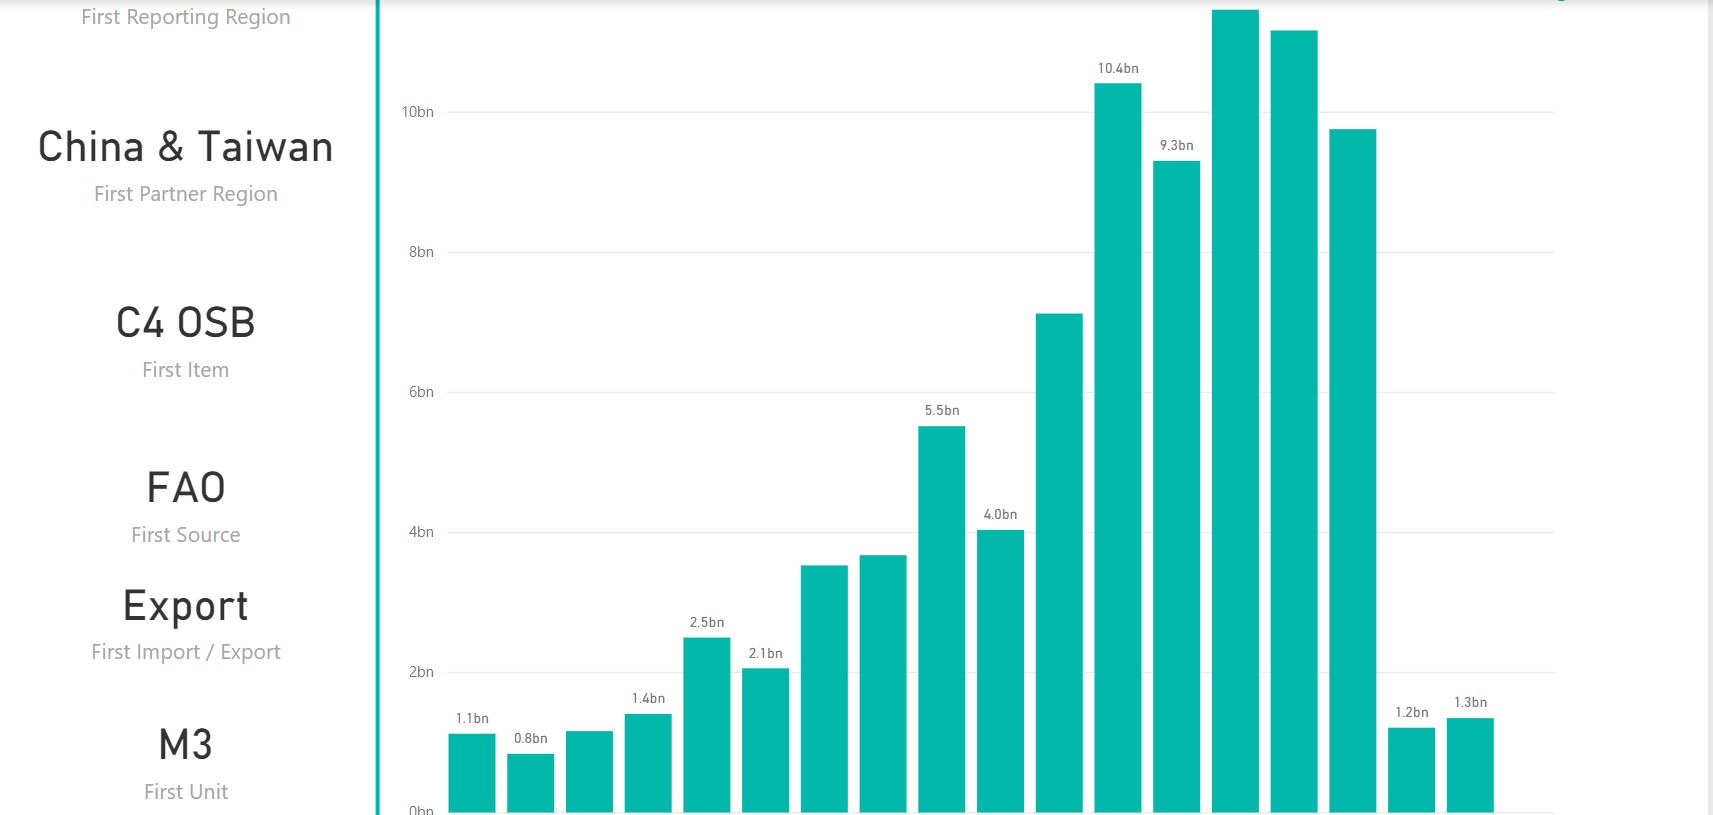 First Reporting Region
China & Taiwan
First Partner Region
C4 OSB
First Item
FAO
First Source
Export
First Import / Export
M3
First Unit
10bn
8bn
6bn
4bn
2bn
0bn
1.1bn
0.8bn
1.4bn
2.5bn
2.1bn
5.5bn
4.0bn
10.4bn
9.3bn
1.2bn
1.3bn